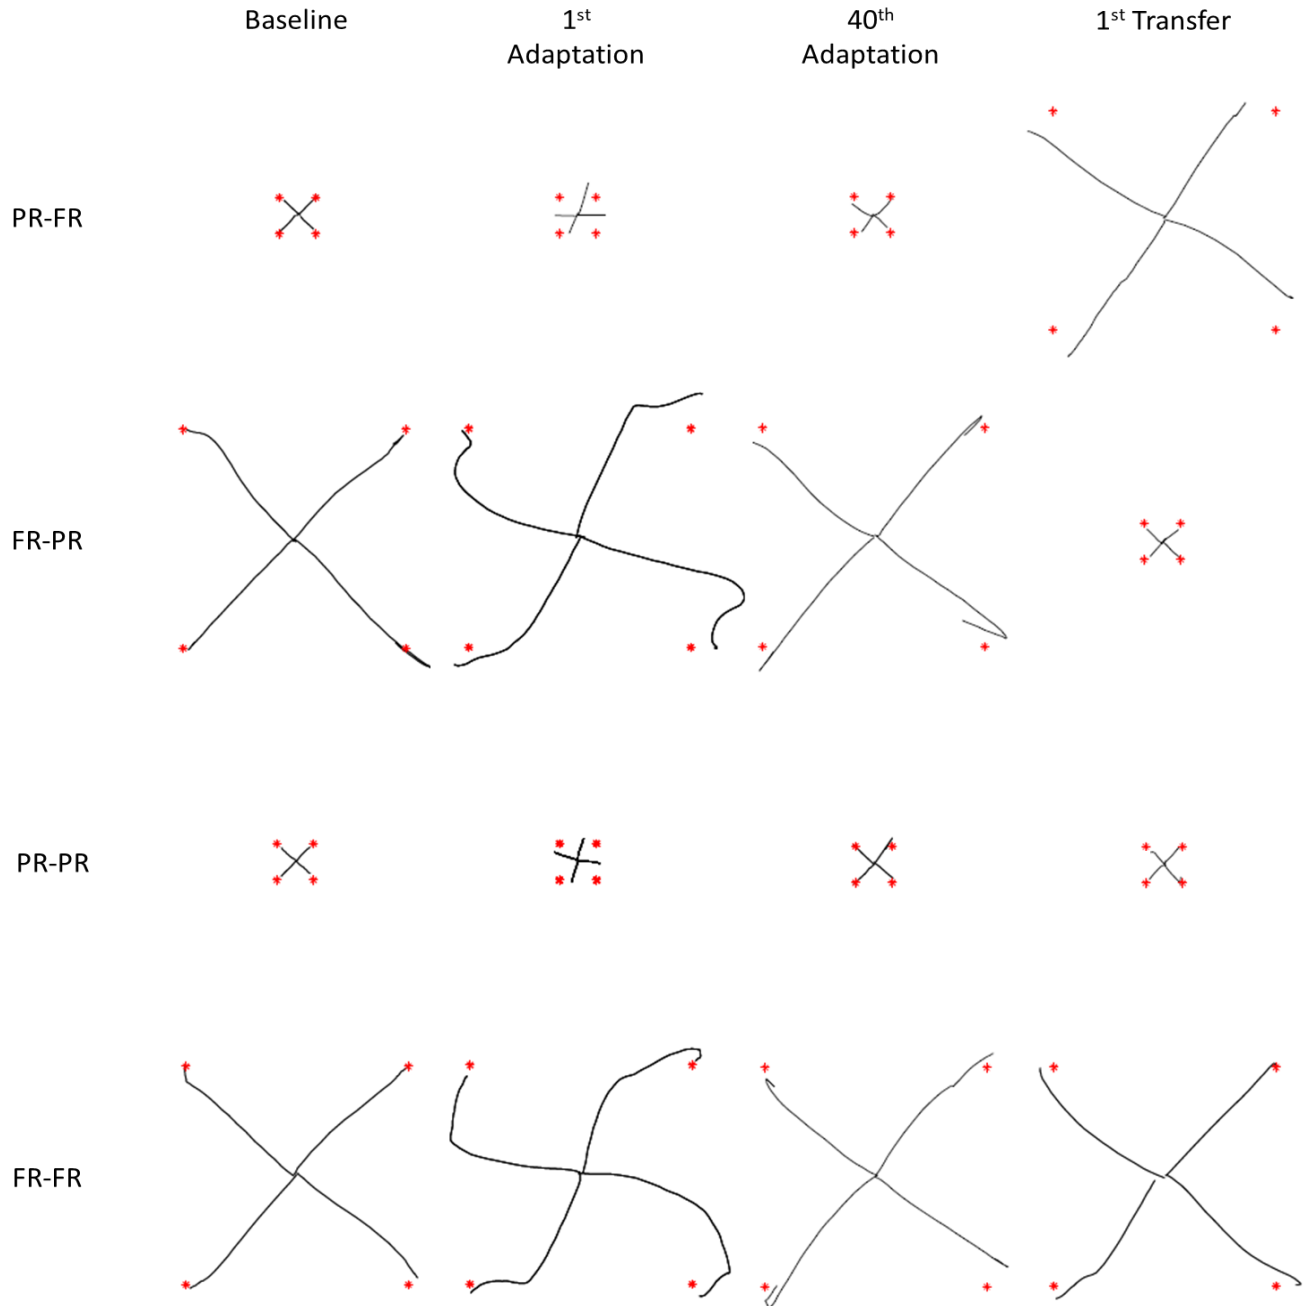 Baseline
1st
Adaptation
40th
Adaptation
1st Transfer
PR-FR
FR-PR
PR-PR
FR-FR